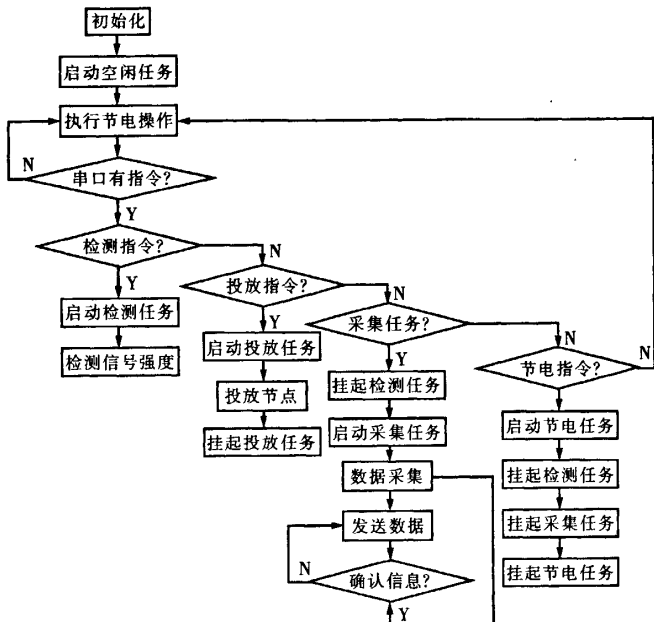 初始化
启动空闲任务
执行节电操作
N
串口有指令?
Y
检测指令?
N
Y
启动检测任务
检测信号强度
投放指令?
N
Y
启动投放任务
投放节点
挂起投放任务
采集任务?
N
Y
挂起检测任务
启动采集任务
数据采集
发送数据
N
确认信息?
Y
节电指令?
N
启动节电任务
挂起检测任务
挂起采集任务
挂起节电任务